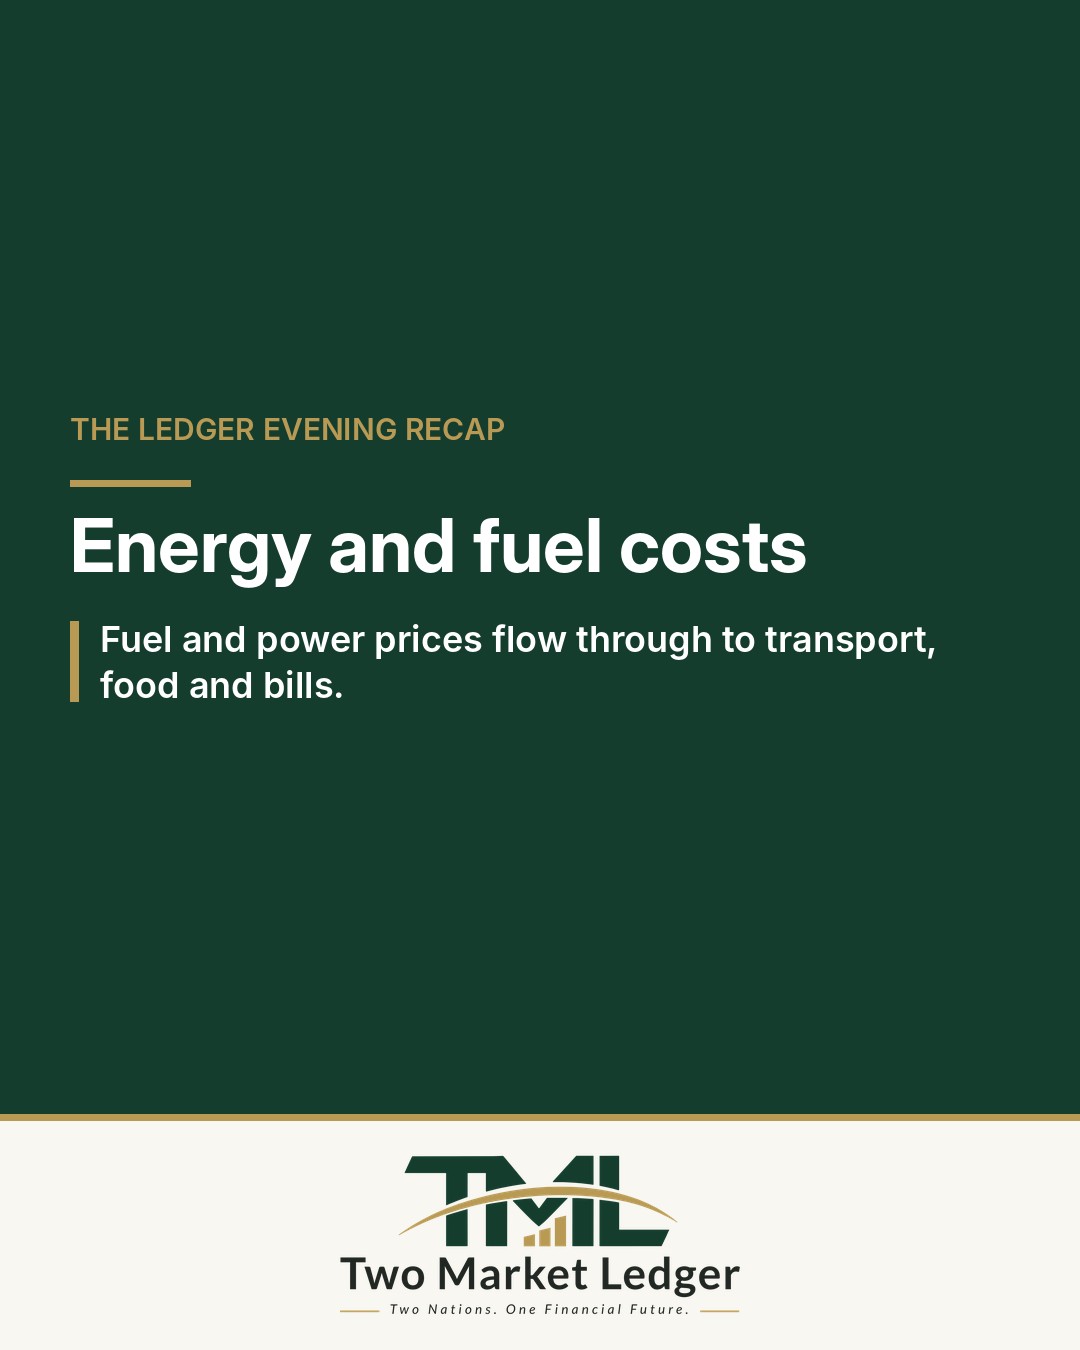 THE LEDGER EVENING RECAP
Energy and fuel costs
Fuel and power prices flow through to transport,
food and bills.
TML
Two Market Ledger
Two Nations. One Financial Future.